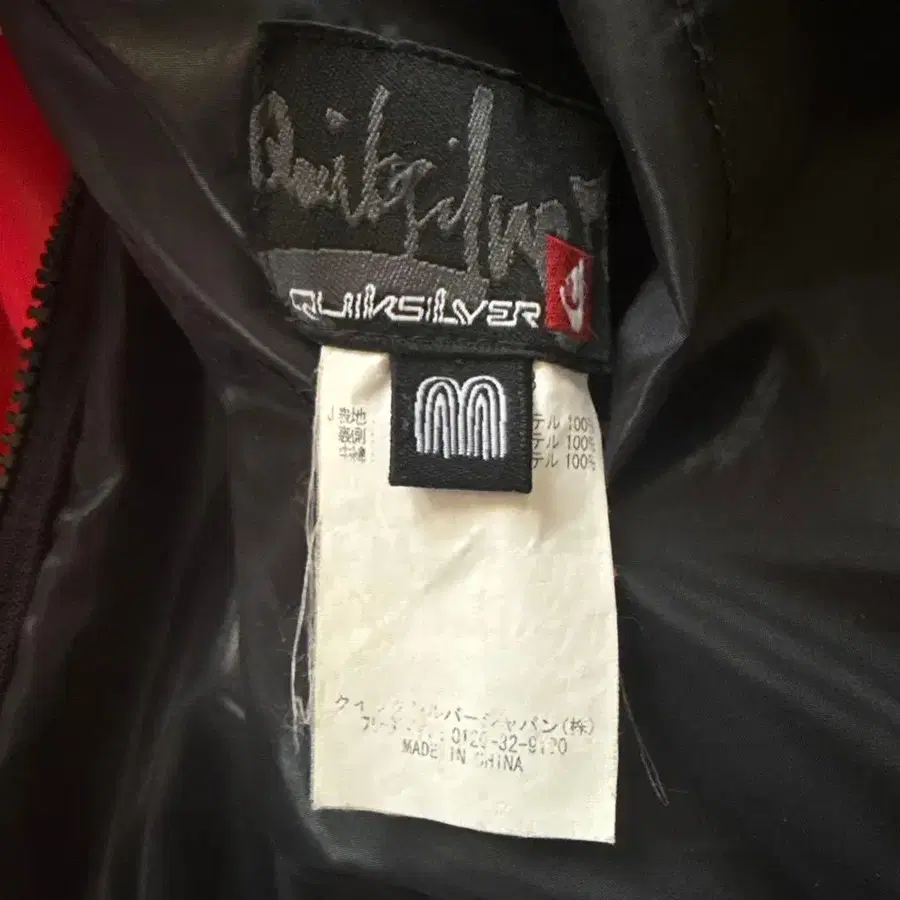 Quiksilver
QUIKSILVER
M
J 表地 テル 100%
裏側 テル 100%
中綿 テル 100%
クイックシルバージャパン(株)
0120-32-9120
MADE IN CHINA